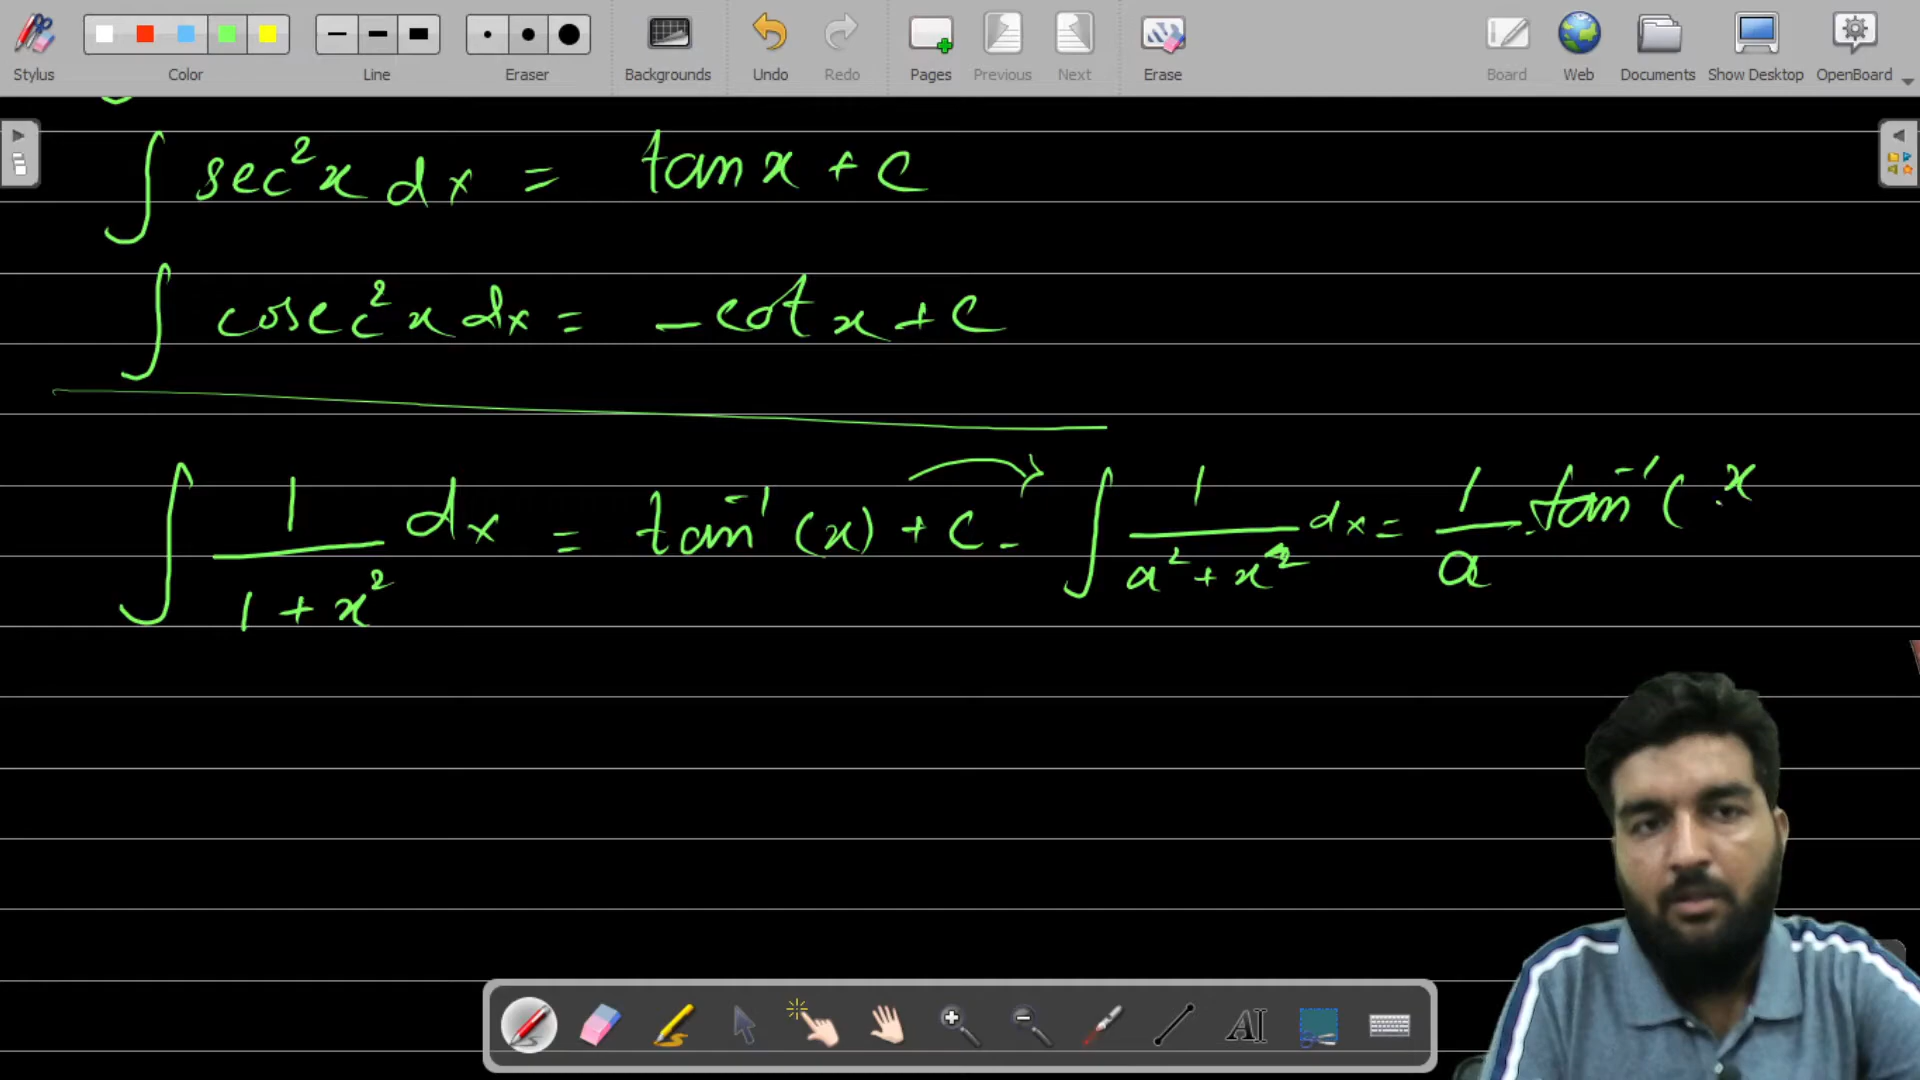 Stylus Color Line Eraser Backgrounds Undo Redo Pages Previous Next Erase Board Web Documents Show Desktop OpenBoard
∫ sec²x dx = tan x + c
∫ cosec²x dx = -cot x + c
∫ 1/(1 + x²) dx = tan⁻¹(x) + c. ∫ 1/(a² + x²) dx = 1/a . tan⁻¹( x
AI